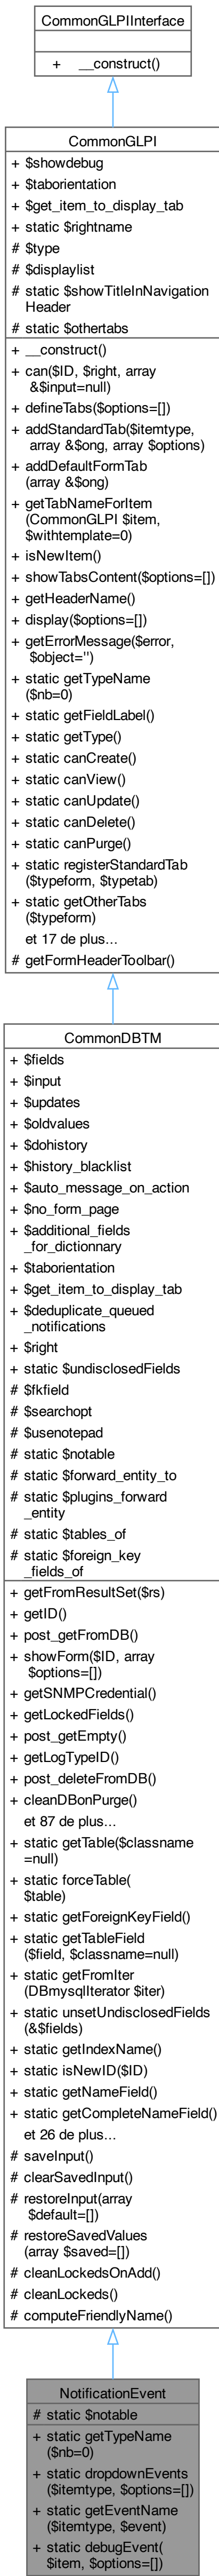 CommonGLPIInterface
+ __construct()
CommonGLPI
+ $showdebug
+ $taborientation
+ $get_item_to_display_tab
+ static $rightname
# $type
# $displaylist
# static $showTitleInNavigation
Header
# static $othertabs
+ __construct()
+ can($ID, $right, array
&$input=null)
+ defineTabs($options=[])
+ addStandardTab($itemtype,
array &$ong, array $options)
+ addDefaultFormTab
(array &$ong)
+ getTabNameForItem
(CommonGLPI $item,
$withtemplate=0)
+ isNewItem()
+ showTabsContent($options=[])
+ getHeaderName()
+ display($options=[])
+ getErrorMessage($error,
$object='')
+ static getTypeName
($nb=0)
+ static getFieldLabel()
+ static getType()
+ static canCreate()
+ static canView()
+ static canUpdate()
+ static canDelete()
+ static canPurge()
+ static registerStandardTab
($typeform, $typetab)
+ static getOtherTabs
($typeform)
et 17 de plus...
# getFormHeaderToolbar()
CommonDBTM
+ $fields
+ $input
+ $updates
+ $oldvalues
+ $dohistory
+ $history_blacklist
+ $auto_message_on_action
+ $no_form_page
+ $additional_fields
_for_dictionnary
+ $taborientation
+ $get_item_to_display_tab
+ $deduplicate_queued
_notifications
+ $right
+ static $undisclosedFields
# $fkfield
# $searchopt
# $usenotepad
# static $notable
# static $forward_entity_to
# static $plugins_forward
_entity
# static $tables_of
# static $foreign_key
_fields_of
+ getFromResultSet($rs)
+ getID()
+ post_getFromDB()
+ showForm($ID, array
$options=[])
+ getSNMPCredential()
+ getLockedFields()
+ post_getEmpty()
+ getLogTypeID()
+ post_deleteFromDB()
+ cleanDBonPurge()
et 87 de plus...
+ static getTable($classname
=null)
+ static forceTable(
$table)
+ static getForeignKeyField()
+ static getTableField
($field, $classname=null)
+ static getFromIter
(DBmysqlIterator $iter)
+ static unsetUndisclosedFields
(&$fields)
+ static getIndexName()
+ static isNewID($ID)
+ static getNameField()
+ static getCompleteNameField()
et 26 de plus...
# saveInput()
# clearSavedInput()
# restoreInput(array
$default=[])
# restoreSavedValues
(array $saved=[])
# cleanLockedsOnAdd()
# cleanLockeds()
# computeFriendlyName()
NotificationEvent
# static $notable
+ static getTypeName
($nb=0)
+ static dropdownEvents
($itemtype, $options=[])
+ static getEventName
($itemtype, $event)
+ static debugEvent(
$item, $options=[])